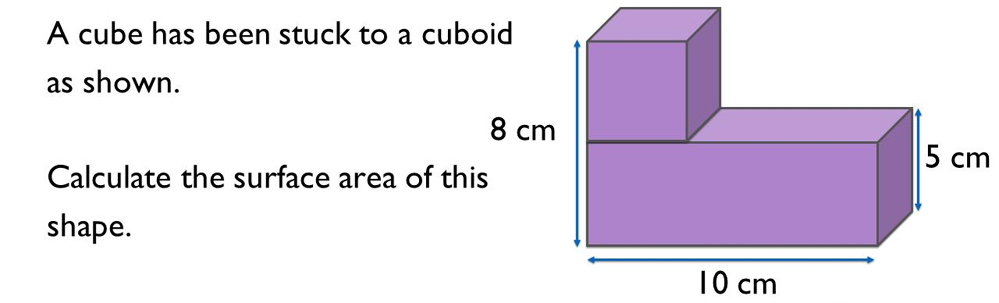 A cube has been stuck to a cuboid
as shown.
8 cm
5 cm
Calculate the surface area of this
shape.
10 cm